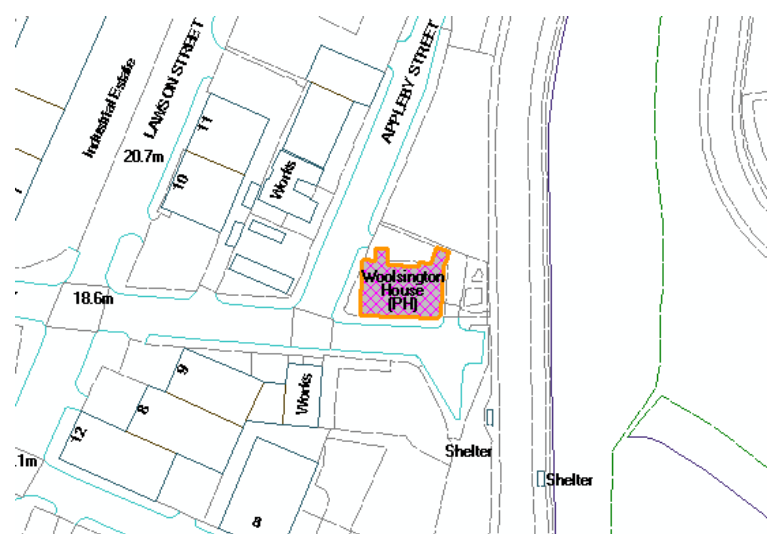 LAWSON STREET
APPLEBY STREET
Industrial Estate
11
20.7m
Works
10
Woolsington
House
(PH)
18.6m
9
Works
8
12
Shelter
.1m
Shelter
8